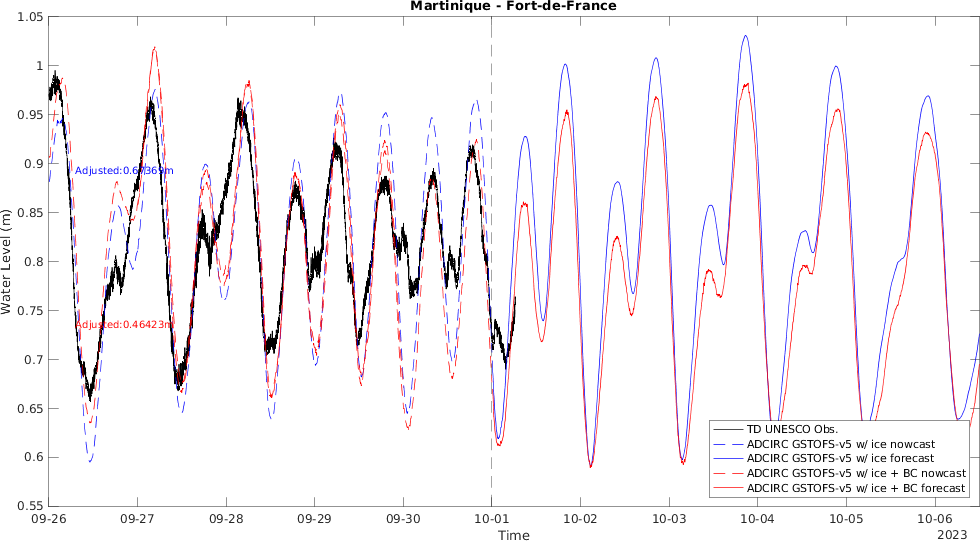 Martinique - Fort-de-France
1.05
1
0.95
0.9
0.85
0.8
0.75
0.7
0.65
0.6
0.55
Water Level (m)
Adjusted:0.67369m
Adjusted:0.46423m
TD UNESCO Obs.
ADCIRC GSTOFS-v5 w/ ice nowcast
ADCIRC GSTOFS-v5 w/ ice forecast
ADCIRC GSTOFS-v5 w/ ice + BC nowcast
ADCIRC GSTOFS-v5 w/ ice + BC forecast
09-26 09-27 09-28 09-29 09-30 10-01 10-02 10-03 10-04 10-05 10-06
Time
2023